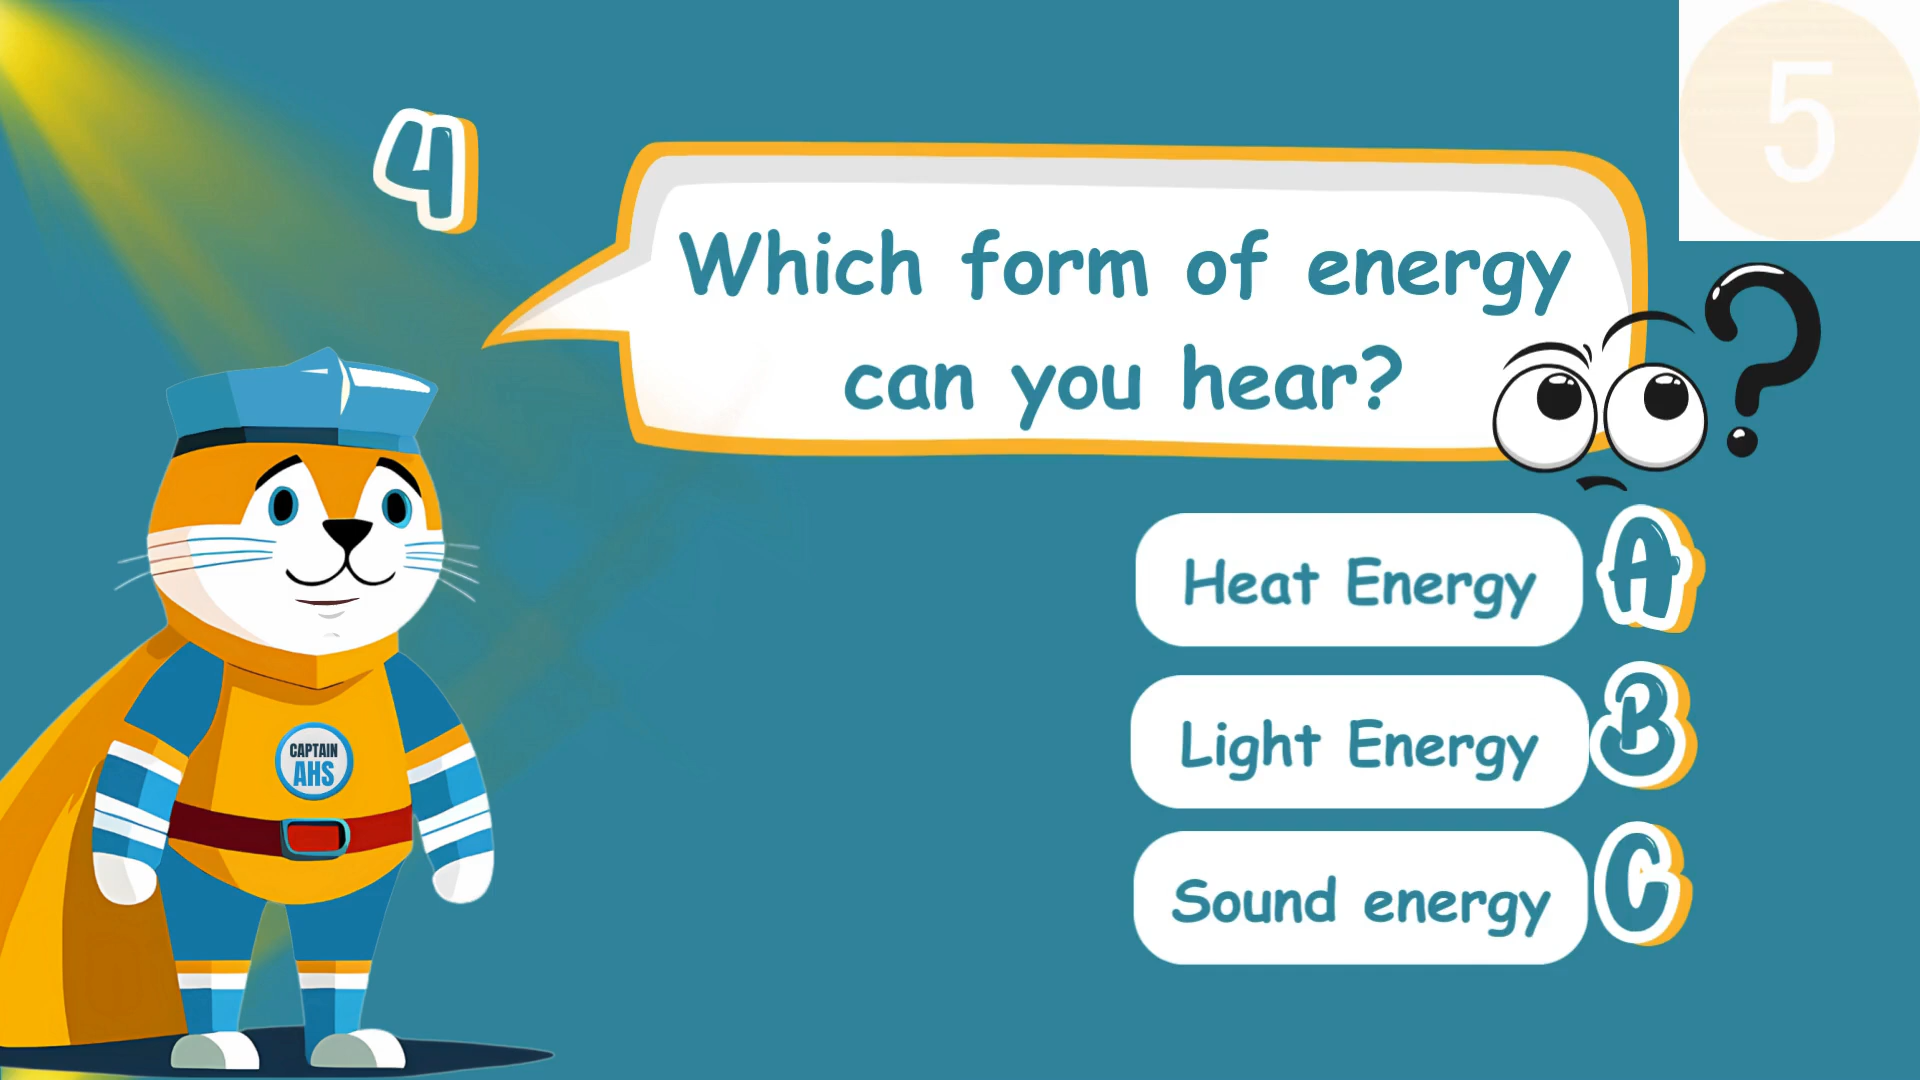 4
5
Which form of energy
can you hear?
?
Heat Energy
A
Light Energy
B
Sound energy
C
CAPTAIN
AHS